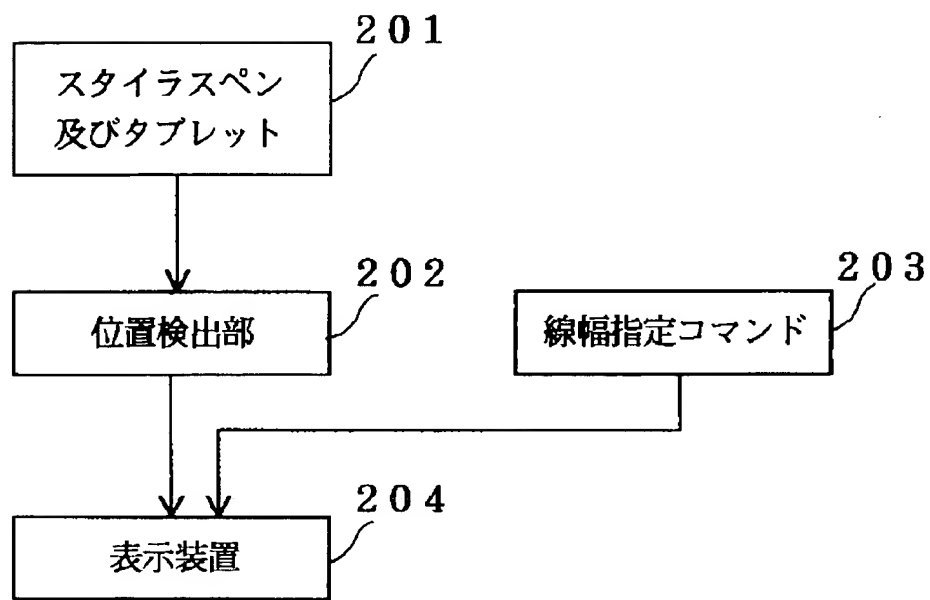 ２０１
スタイラスペン
及びタブレット
２０２
位置検出部
２０３
線幅指定コマンド
２０４
表示装置